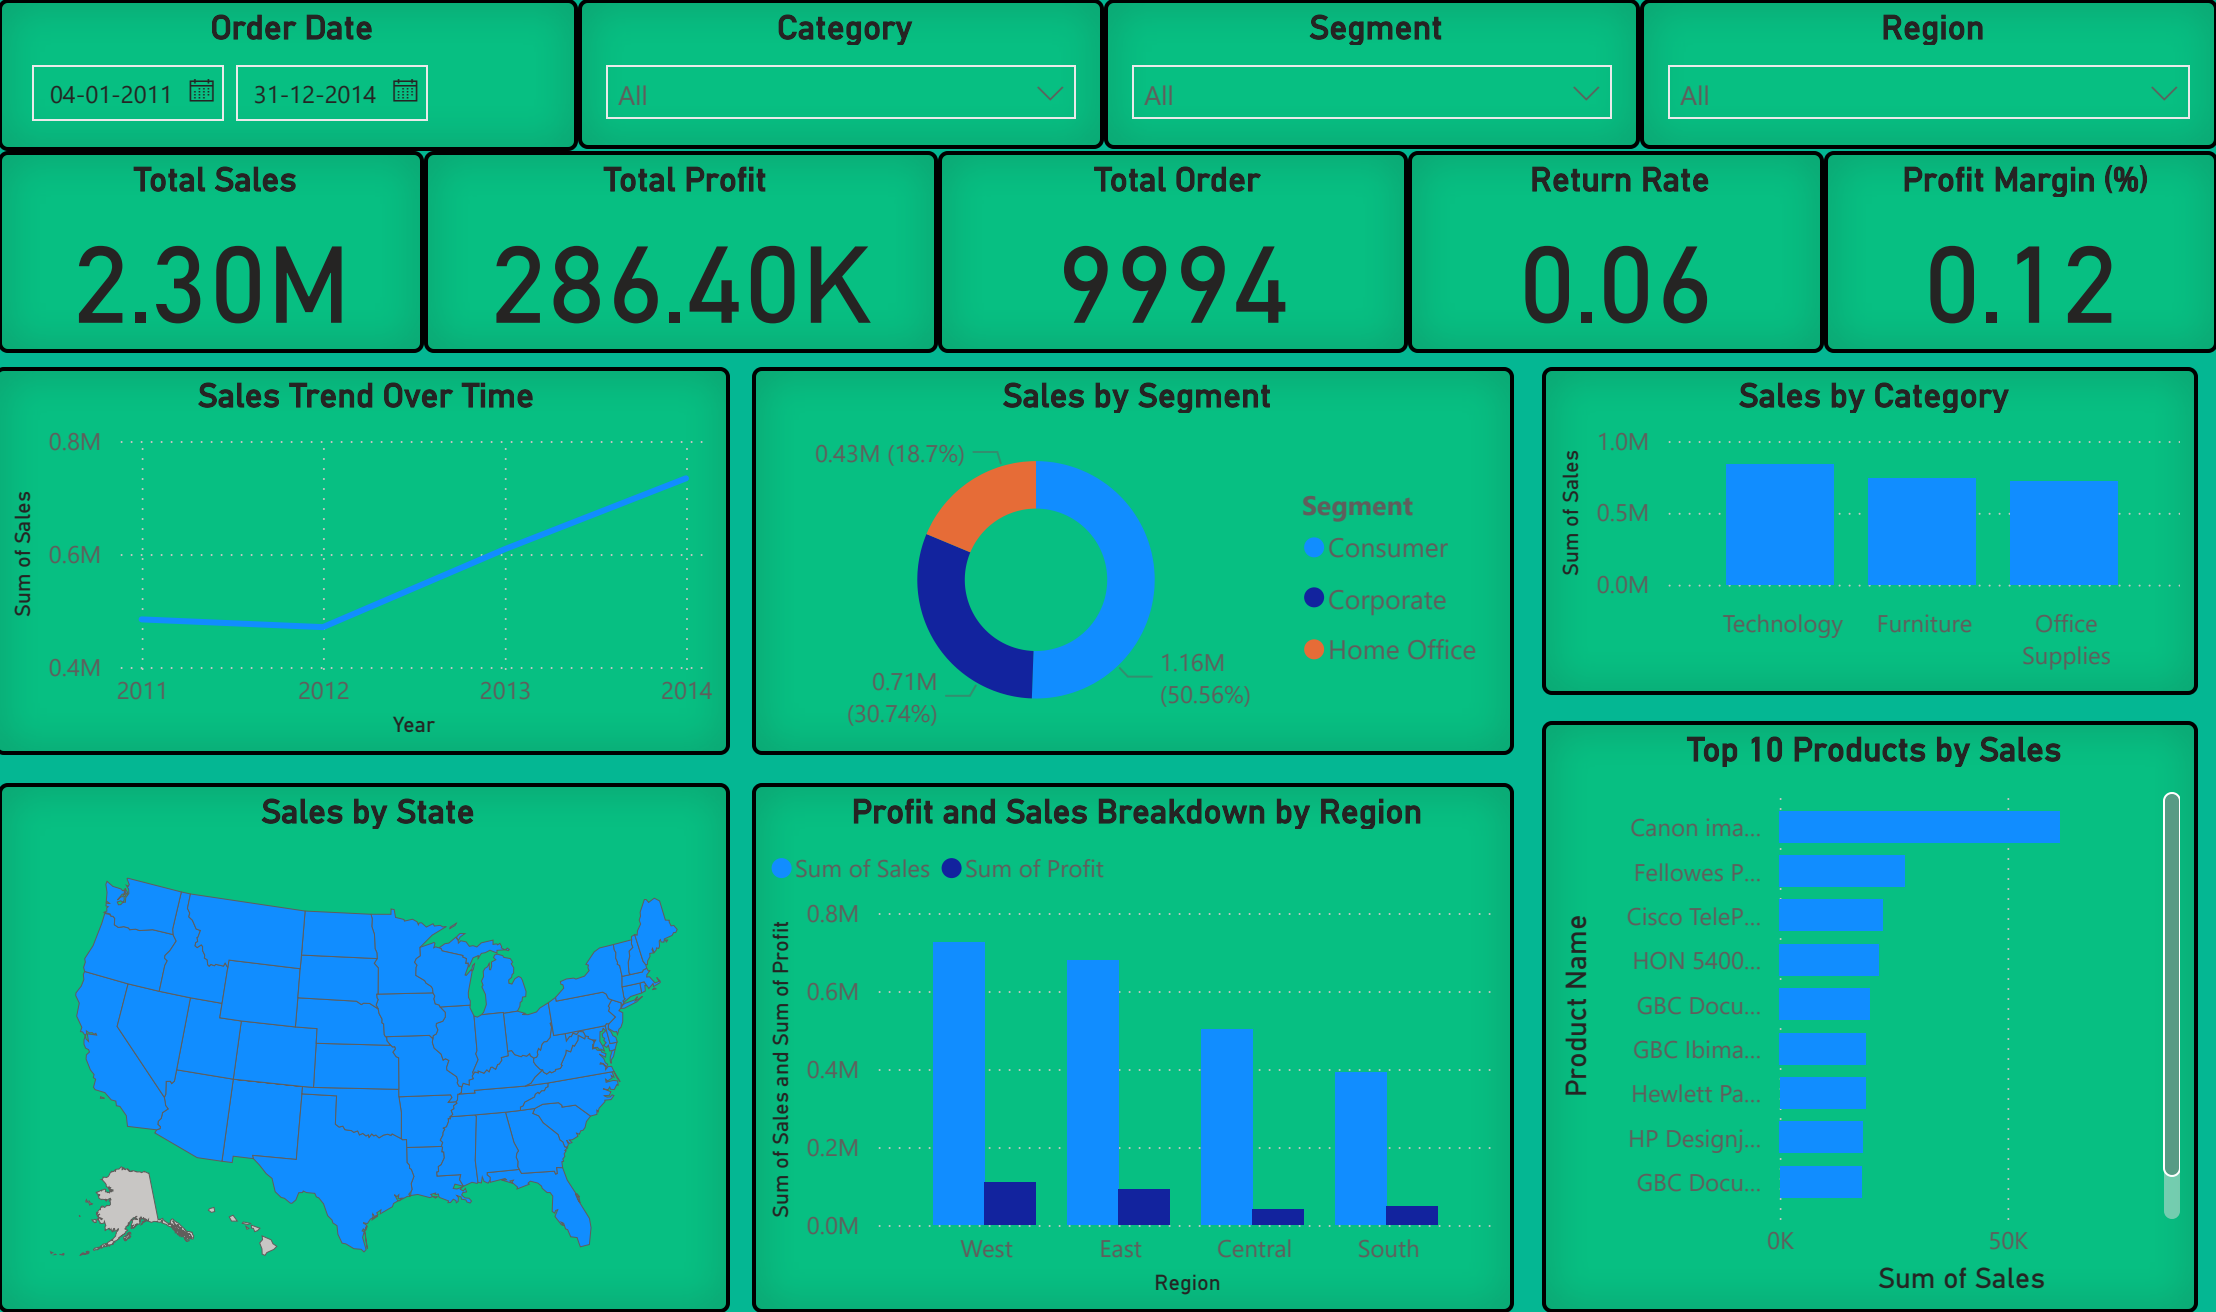 Order Date
04-01-2011
31-12-2014
Category
All
Segment
All
Region
All
Total Sales
2.30M
Total Profit
286.40K
Total Order
9994
Return Rate
0.06
Profit Margin (%)
0.12
Sales Trend Over Time
Sum of Sales
0.8M
0.6M
0.4M
2011
2012
2013
2014
Year
Sales by Segment
0.43M (18.7%)
0.71M
(30.74%)
1.16M
(50.56%)
Segment
Consumer
Corporate
Home Office
Sales by Category
Sum of Sales
1.0M
0.5M
0.0M
Technology
Furniture
Office
Supplies
Sales by State
Profit and Sales Breakdown by Region
Sum of Sales
Sum of Profit
Sum of Sales and Sum of Profit
0.8M
0.6M
0.4M
0.2M
0.0M
West
East
Central
South
Region
Top 10 Products by Sales
Product Name
Canon ima...
Fellowes P...
Cisco TeleP...
HON 5400...
GBC Docu...
GBC Ibima...
Hewlett Pa...
HP Designj...
GBC Docu...
0K
50K
Sum of Sales